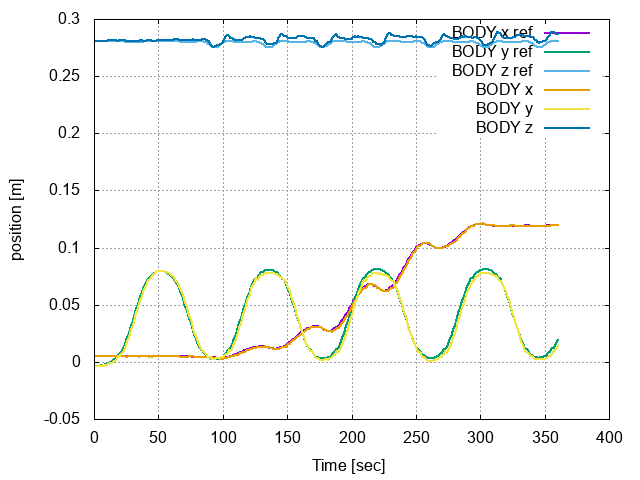 0.3
0.25
0.2
0.15
0.1
0.05
0
-0.05
position [m]
BODY x ref
BODY y ref
BODY z ref
BODY x
BODY y
BODY z
0 50 100 150 200 250 300 350 400
Time [sec]